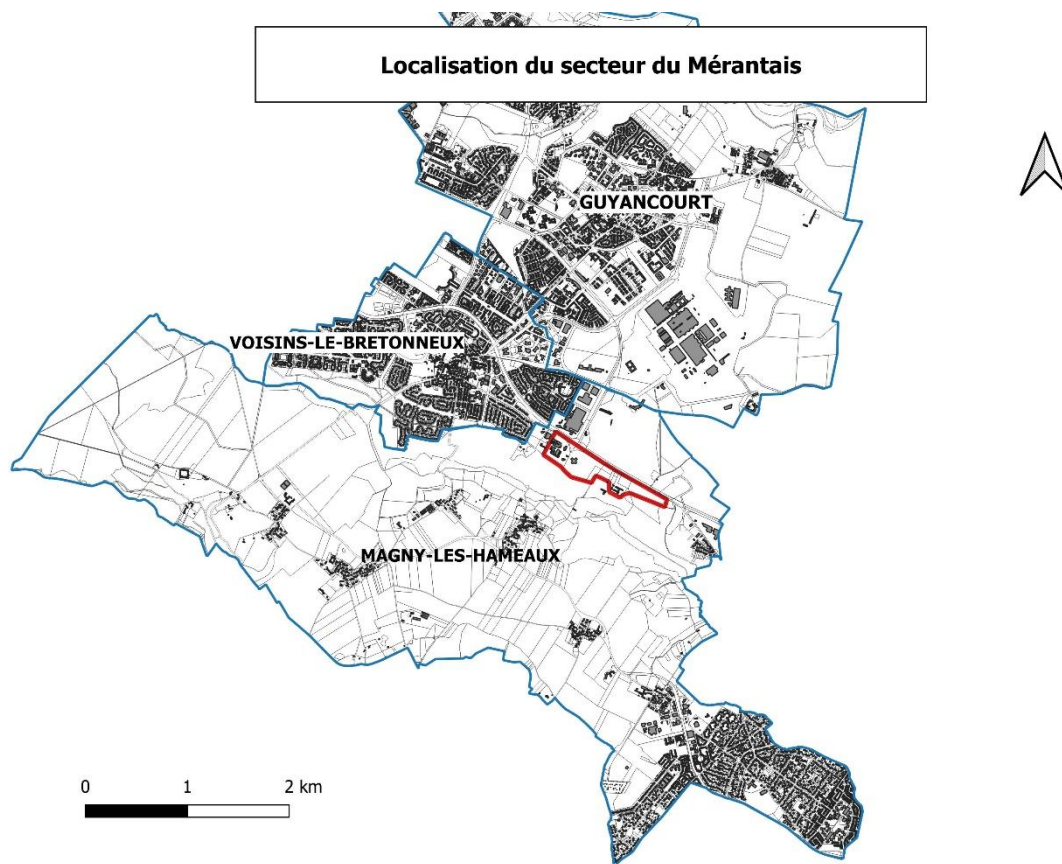 Localisation du secteur du Mérantais
GUYANCOURT
VOISINS-LE-BRETONNEUX
MAGNY-LES-HAMEAUX
0 1 2 km